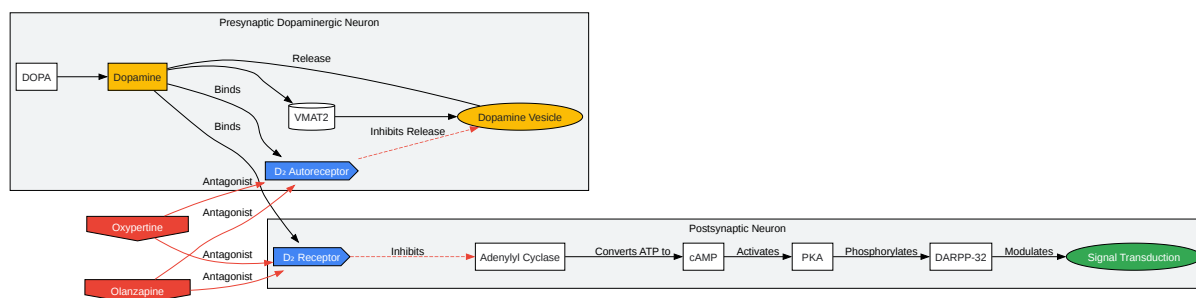 Presynaptic Dopaminergic Neuron
Release
DOPA
Dopamine
Binds
VMAT2
Dopamine Vesicle
Binds
Inhibits Release
D₂ Autoreceptor
Antagonist
Antagonist
Oxypertine
Postsynaptic Neuron
Antagonist
D₂ Receptor
Inhibits
Adenylyl Cyclase
Converts ATP to
cAMP
Activates
PKA
Phosphorylates
DARPP-32
Modulates
Signal Transduction
Antagonist
Olanzapine